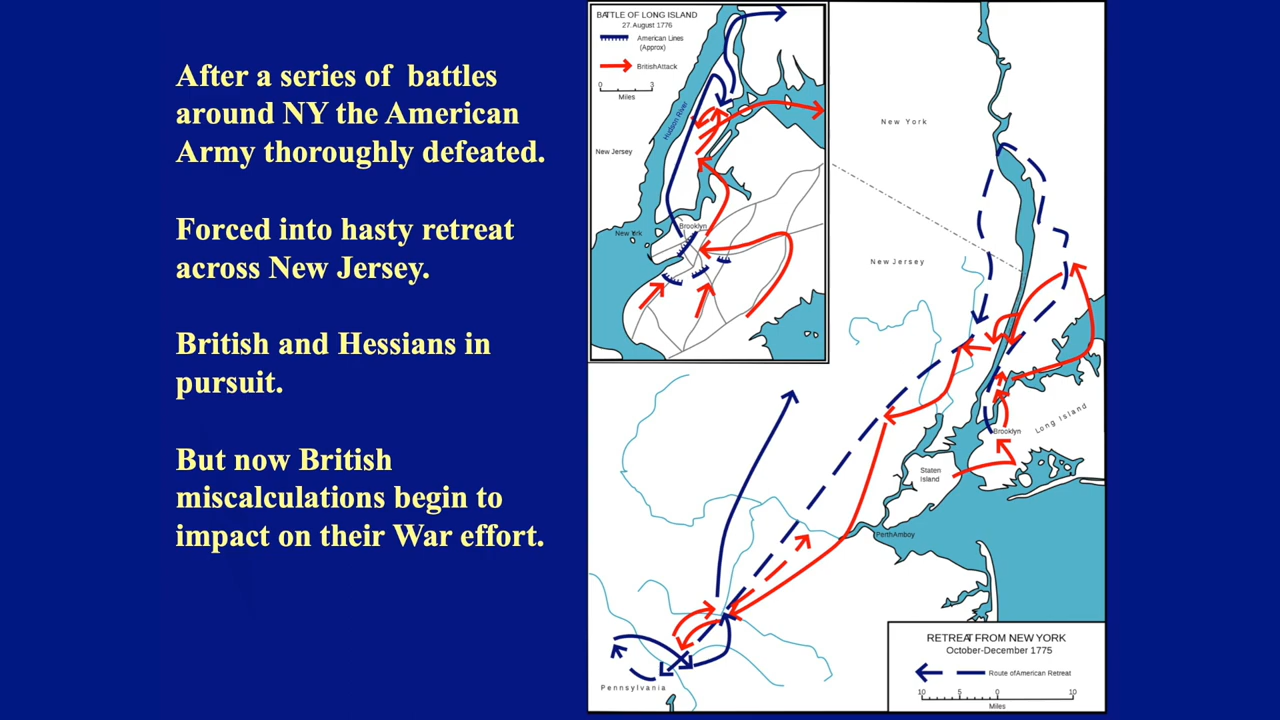 After a series of battles
around NY the American
Army thoroughly defeated.
Forced into hasty retreat
across New Jersey.
British and Hessians in
pursuit.
But now British
miscalculations begin to
impact on their War effort.
BATTLE OF LONG ISLAND
27 August 1776
American Lines
(Approx)
British Attack
0 3
Miles
Hudson River
New Jersey
New York
Brooklyn
New York
New Jersey
Long Island
Brooklyn
Staten
Island
Perth Amboy
Pennsylvania
RETREAT FROM NEW YORK
October-December 1775
Route of American Retreat
10 5 0 10
Miles